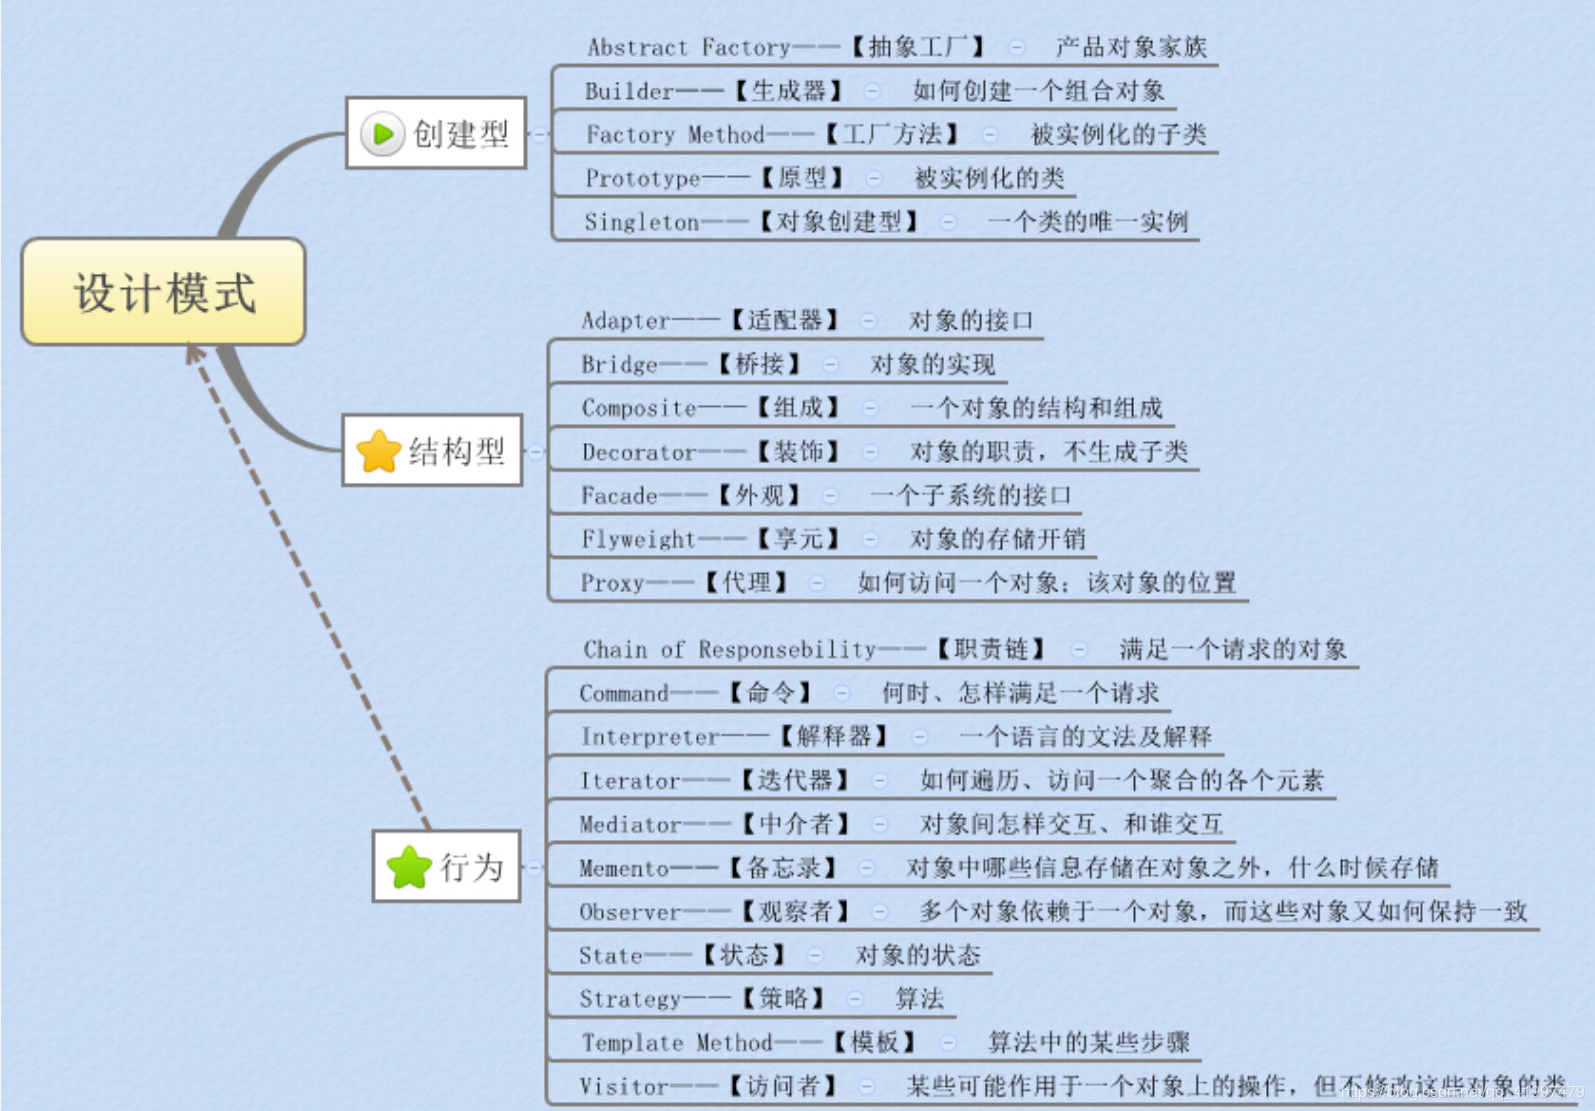 设计模式
创建型
Abstract Factory——【抽象工厂】 产品对象家族
Builder——【生成器】 如何创建一个组合对象
Factory Method——【工厂方法】 被实例化的子类
Prototype——【原型】 被实例化的类
Singleton——【对象创建型】 一个类的唯一实例
结构型
Adapter——【适配器】 对象的接口
Bridge——【桥接】 对象的实现
Composite——【组成】 一个对象的结构和组成
Decorator——【装饰】 对象的职责，不生成子类
Facade——【外观】 一个子系统的接口
Flyweight——【享元】 对象的存储开销
Proxy——【代理】 如何访问一个对象；该对象的位置
行为
Chain of Responsebility——【职责链】 满足一个请求的对象
Command——【命令】 何时、怎样满足一个请求
Interpreter——【解释器】 一个语言的文法及解释
Iterator——【迭代器】 如何遍历、访问一个聚合的各个元素
Mediator——【中介者】 对象间怎样交互、和谁交互
Memento——【备忘录】 对象中哪些信息存储在对象之外，什么时候存储
Observer——【观察者】 多个对象依赖于一个对象，而这些对象又如何保持一致
State——【状态】 对象的状态
Strategy——【策略】 算法
Template Method——【模板】 算法中的某些步骤
Visitor——【访问者】 某些可能作用于一个对象上的操作，但不修改这些对象的类
https://blog.csdn.net/qq_41997479